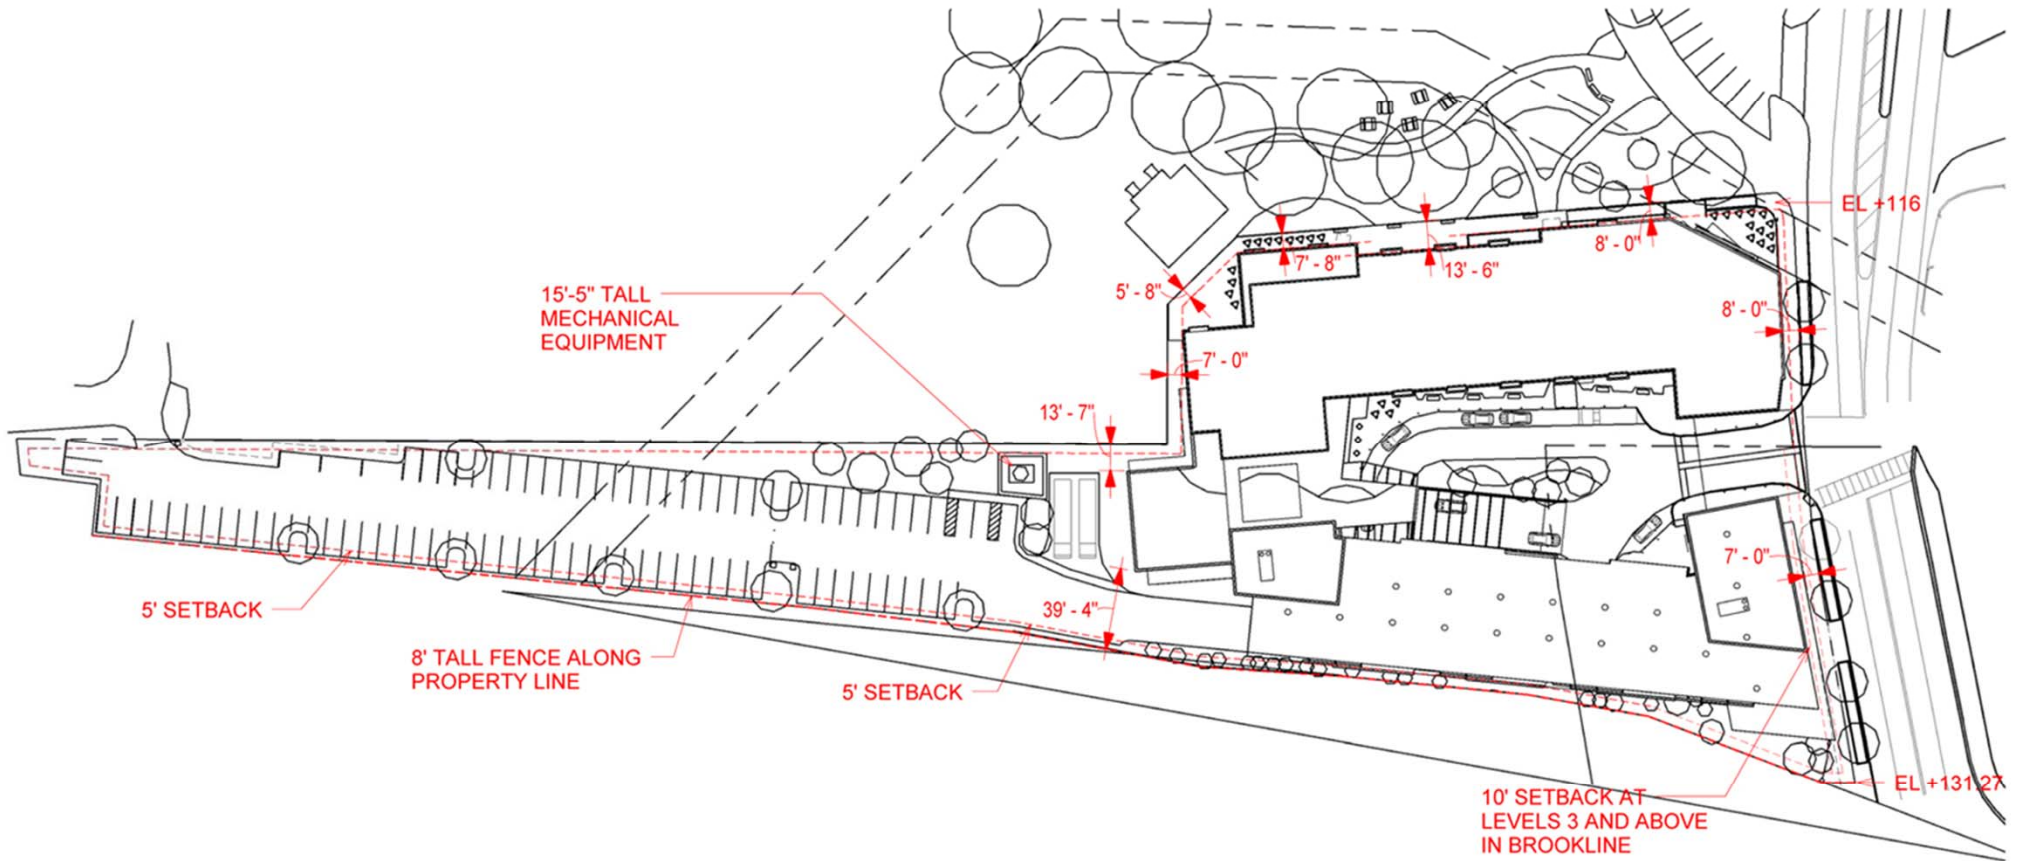 EL +116
8' - 0"
7' - 8"
13' - 6"
5' - 8"
15'-5" TALL
MECHANICAL
EQUIPMENT
8' - 0"
7' - 0"
13' - 7"
7' - 0"
5' SETBACK
39' - 4"
8' TALL FENCE ALONG
PROPERTY LINE
5' SETBACK
EL +131.27
10' SETBACK AT
LEVELS 3 AND ABOVE
IN BROOKLINE